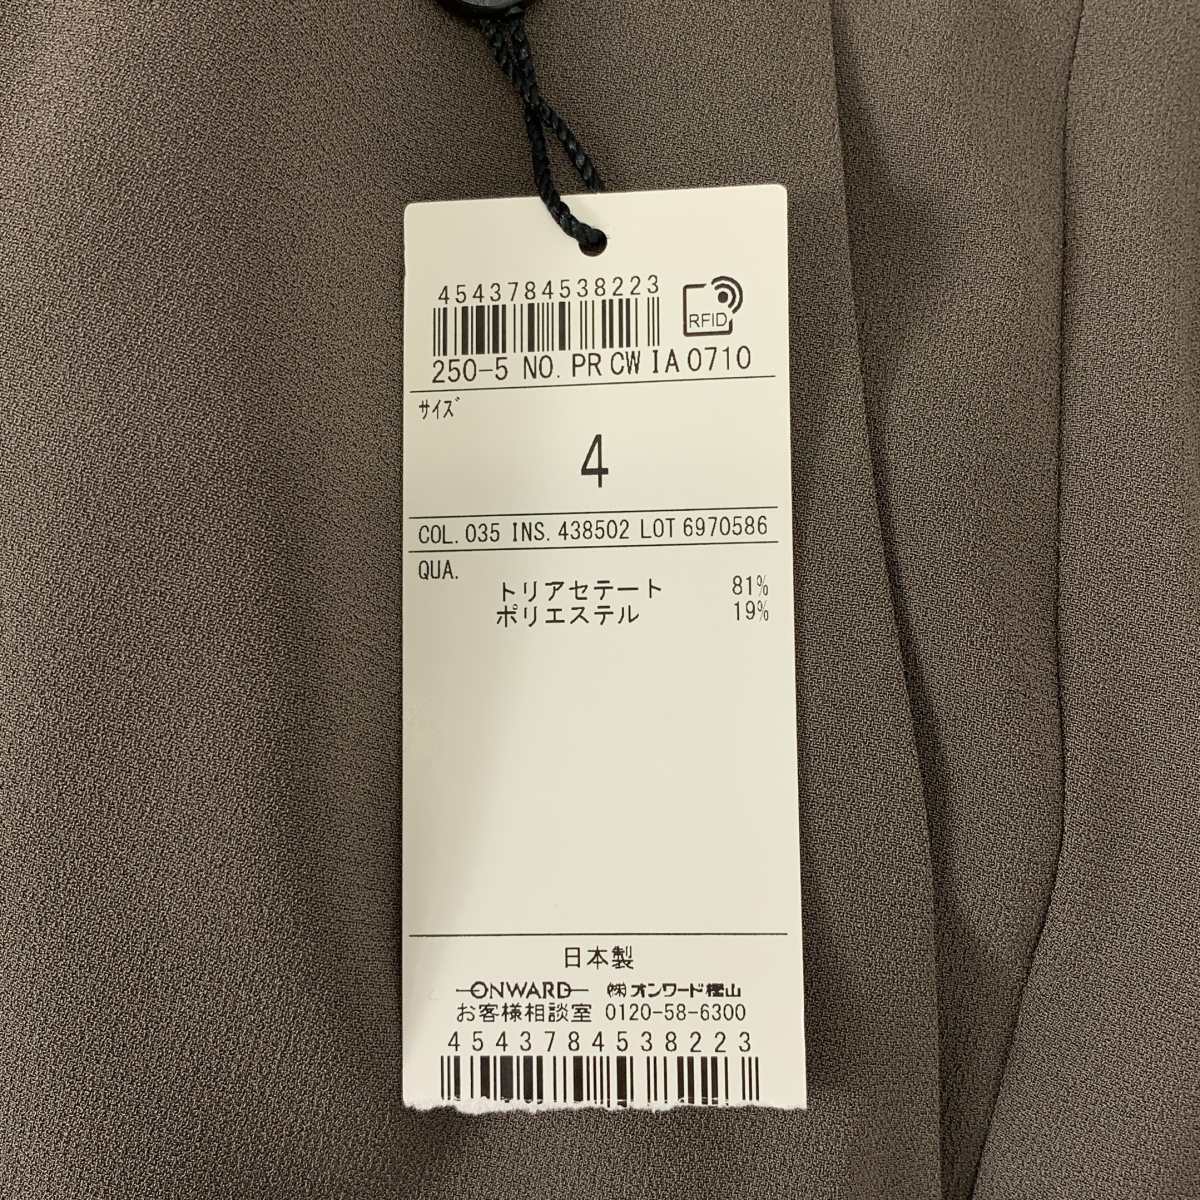 4543784538223
RFID
250-5 NO. PR CW IA0710
サイズ
4
COL. 035 INS. 438502 LOT 6970586
QUA.
トリアセテート 81%
ポリエステル 19%
日本製
ONWARD ㈱オンワード樫山
お客様相談室 0120-58-6300
4543784538223